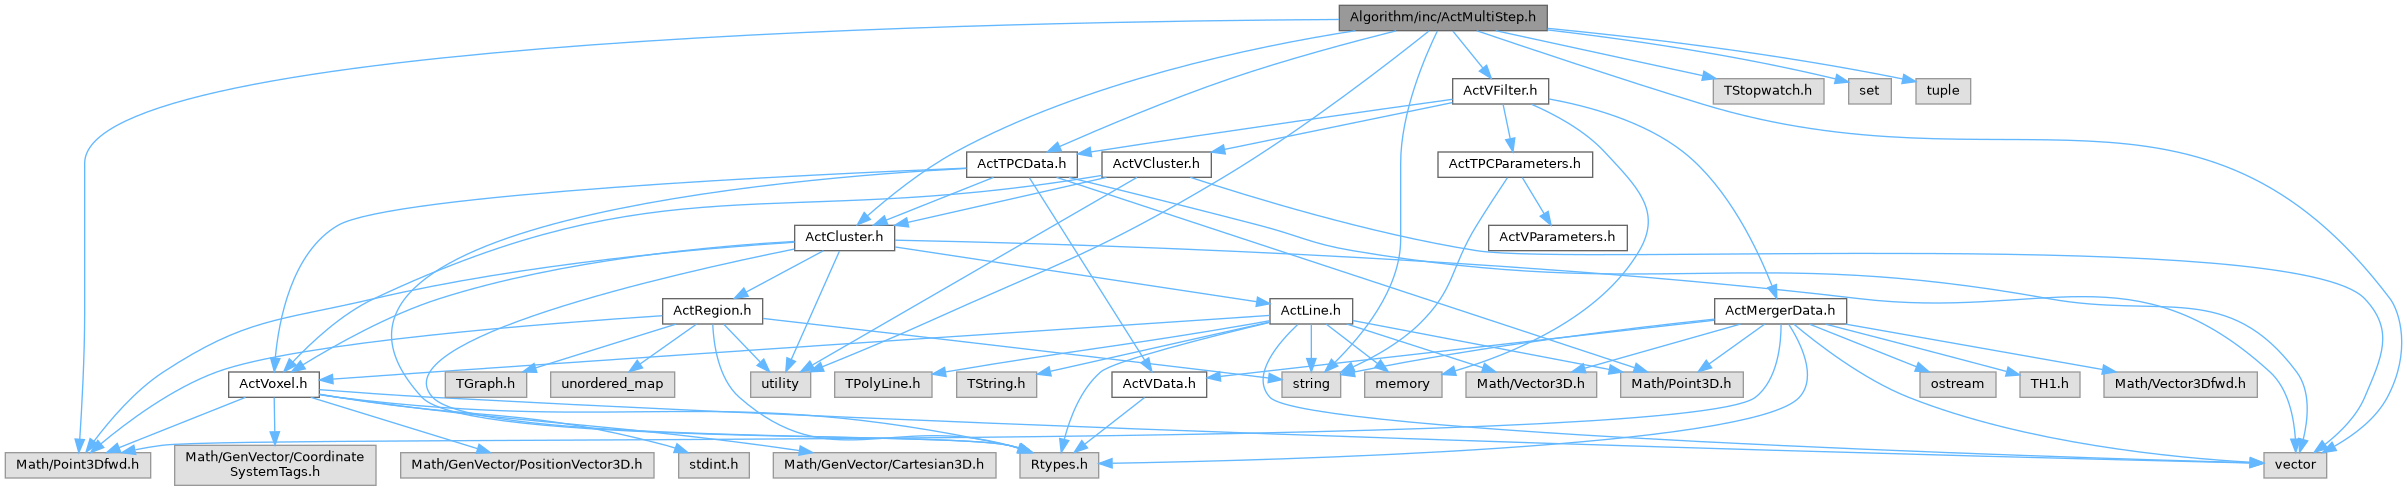 Algorithm/inc/ActMultiStep.h
ActVFilter.h
TStopwatch.h
set
tuple
ActTPCData.h
ActVCluster.h
ActTPCParameters.h
ActCluster.h
ActVParameters.h
ActRegion.h
ActLine.h
ActMergerData.h
ActVoxel.h
TGraph.h
unordered_map
utility
TPolyLine.h
TString.h
ActVData.h
string
memory
Math/Vector3D.h
Math/Point3D.h
ostream
TH1.h
Math/Vector3Dfwd.h
Math/Point3Dfwd.h
Math/GenVector/Coordinate
SystemTags.h
Math/GenVector/PositionVector3D.h
stdint.h
Math/GenVector/Cartesian3D.h
Rtypes.h
vector